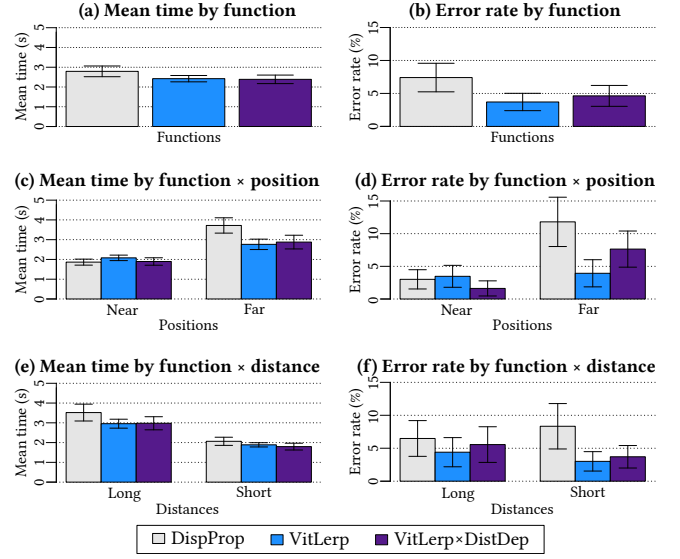 (a) Mean time by function
Mean time (s)
0 1 2 3 4 5
Functions
(b) Error rate by function
Error rate (%)
0 5 10 15
Functions
(c) Mean time by function × position
Mean time (s)
0 1 2 3 4 5
Near Far
Positions
(d) Error rate by function × position
Error rate (%)
0 5 10 15
Near Far
Positions
(e) Mean time by function × distance
Mean time (s)
0 1 2 3 4 5
Long Short
Distances
(f) Error rate by function × distance
Error rate (%)
0 5 10 15
Long Short
Distances
DispProp VitLerp VitLerp×DistDep